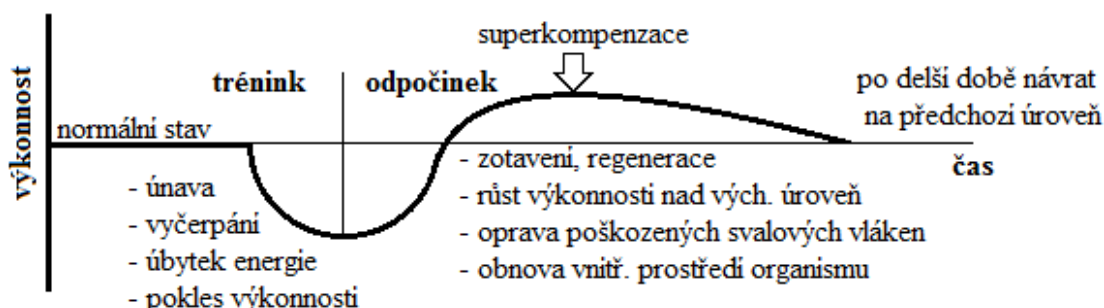 superkompenzace
trénink
odpočinek
po delší době návrat
na předchozí úroveň
normální stav
výkonnost
čas
- únava
- vyčerpání
- úbytek energie
- pokles výkonnosti
- zotavení, regenerace
- růst výkonnosti nad vých. úroveň
- oprava poškozených svalových vláken
- obnova vnitř. prostředí organismu